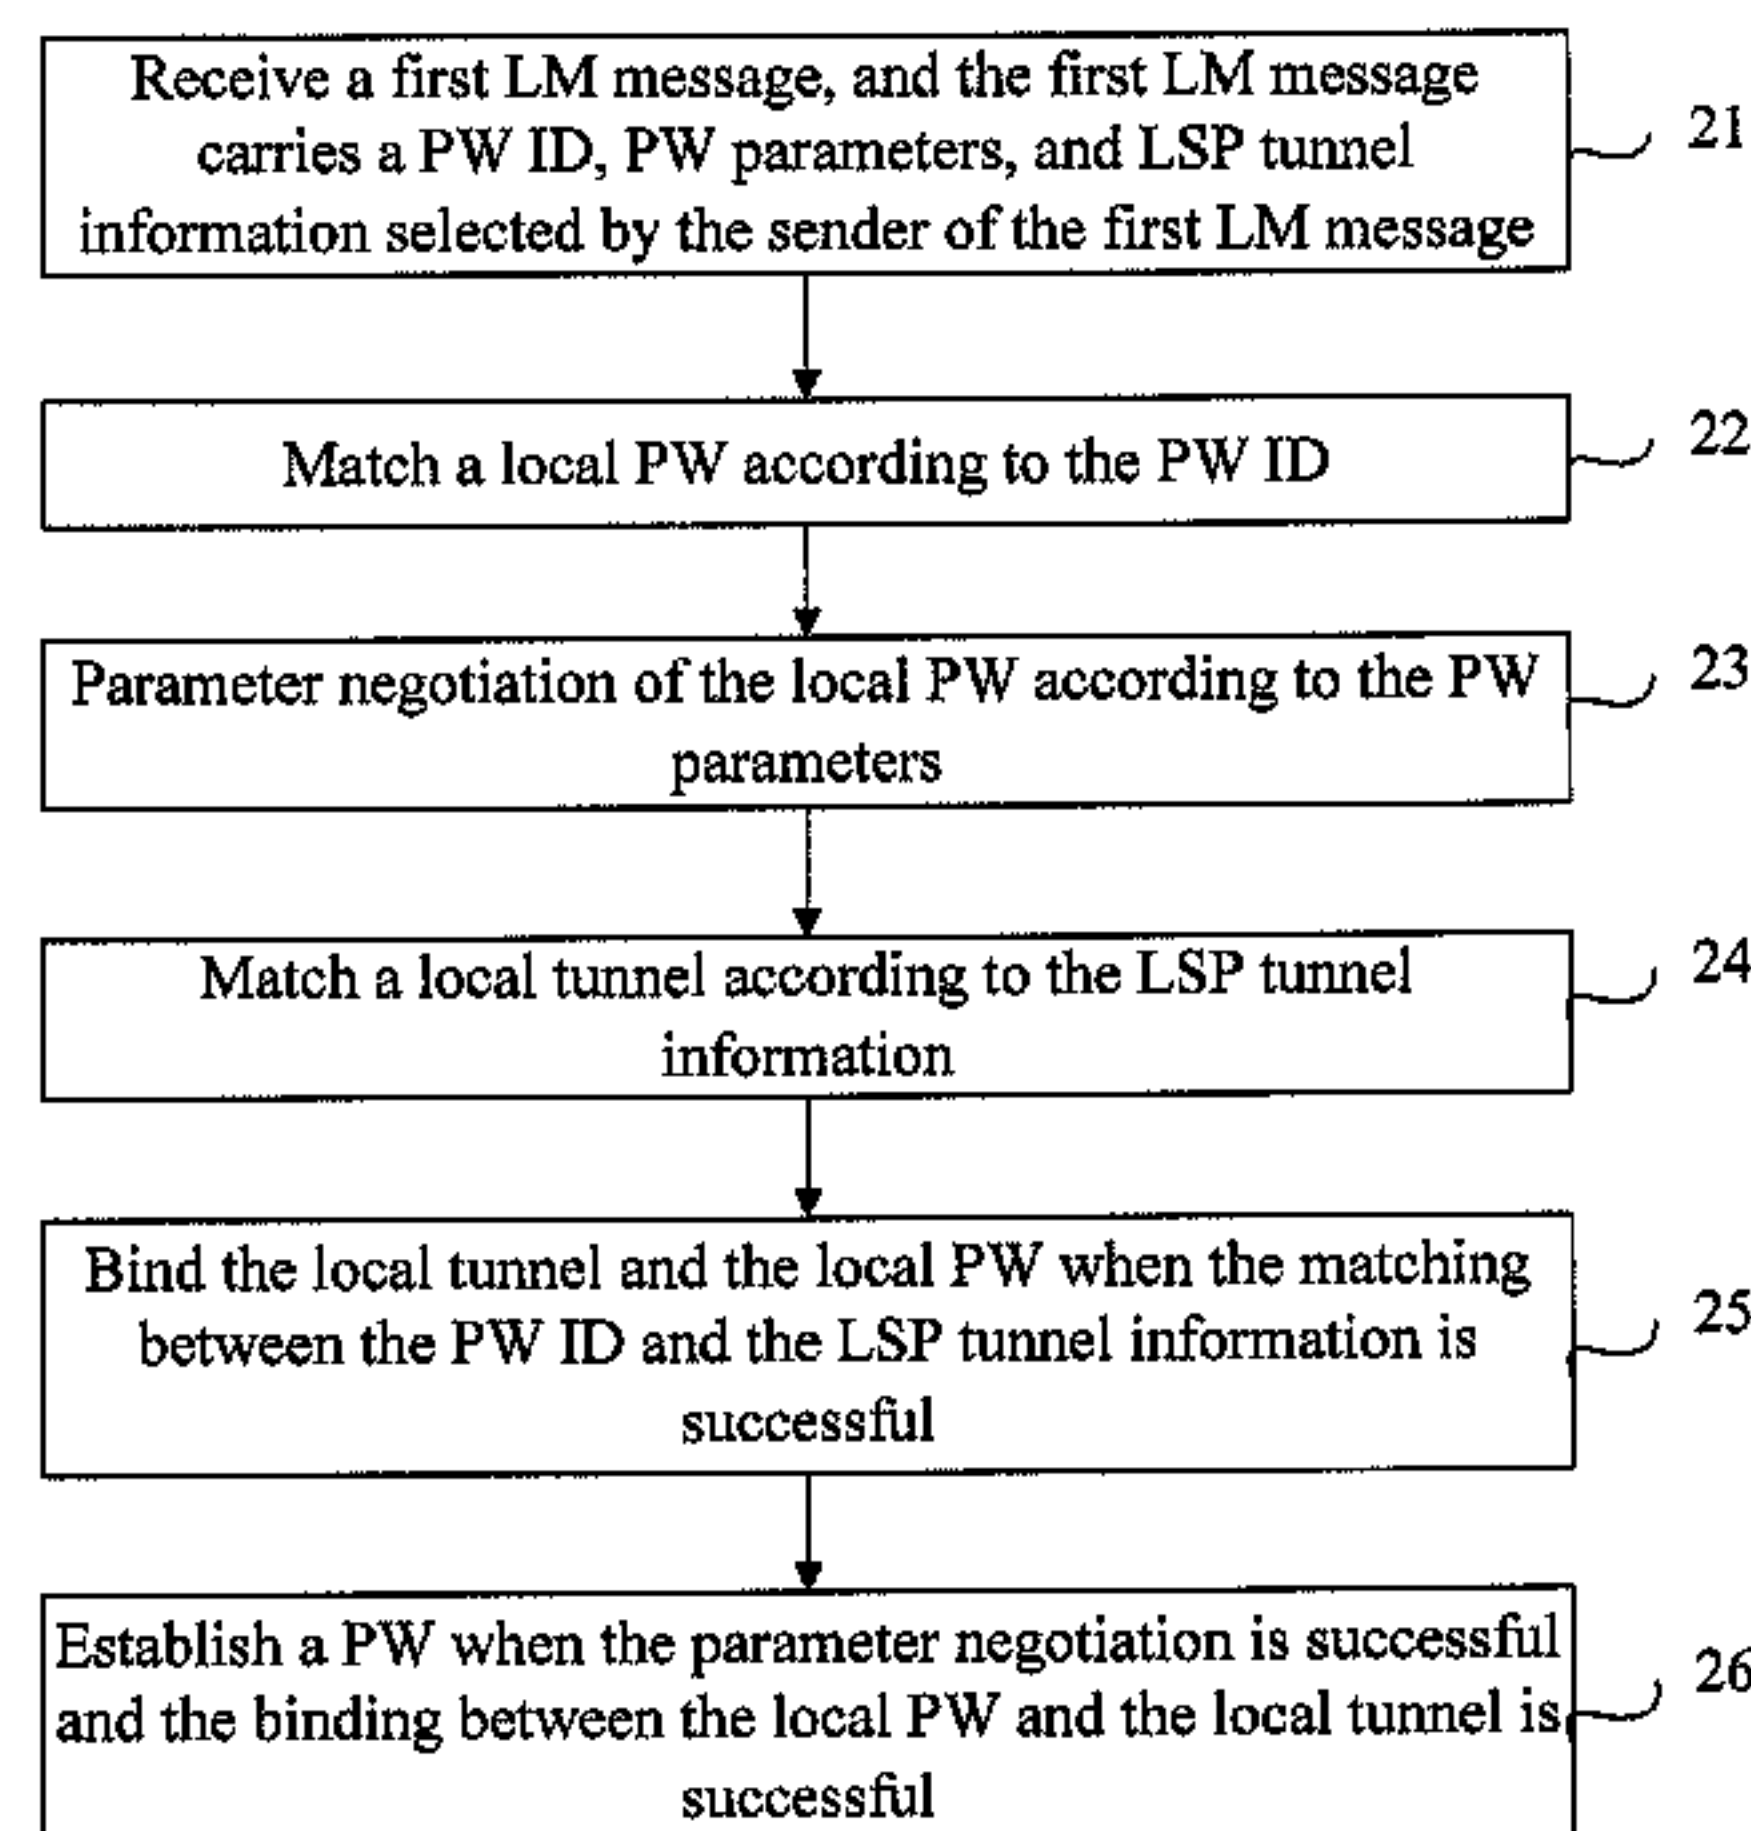 Receive a first LM message, and the first LM message
carries a PW ID, PW parameters, and LSP tunnel
information selected by the sender of the first LM message
21
Match a local PW according to the PW ID
22
Parameter negotiation of the local PW according to the PW
parameters
23
Match a local tunnel according to the LSP tunnel
information
24
Bind the local tunnel and the local PW when the matching
between the PW ID and the LSP tunnel information is
successful
25
Establish a PW when the parameter negotiation is successful
and the binding between the local PW and the local tunnel is
successful
26